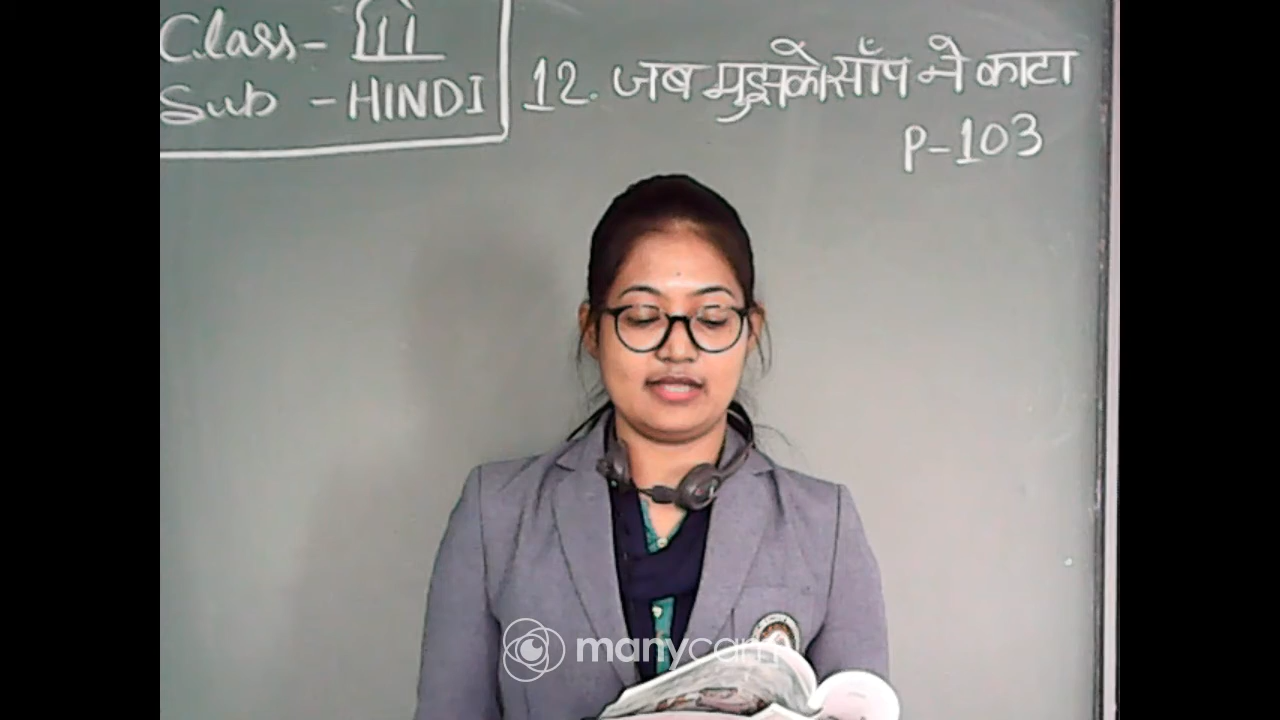 Class- III
Sub - HINDI
12. जब मुझको साँप ने काटा
P-103
manycam